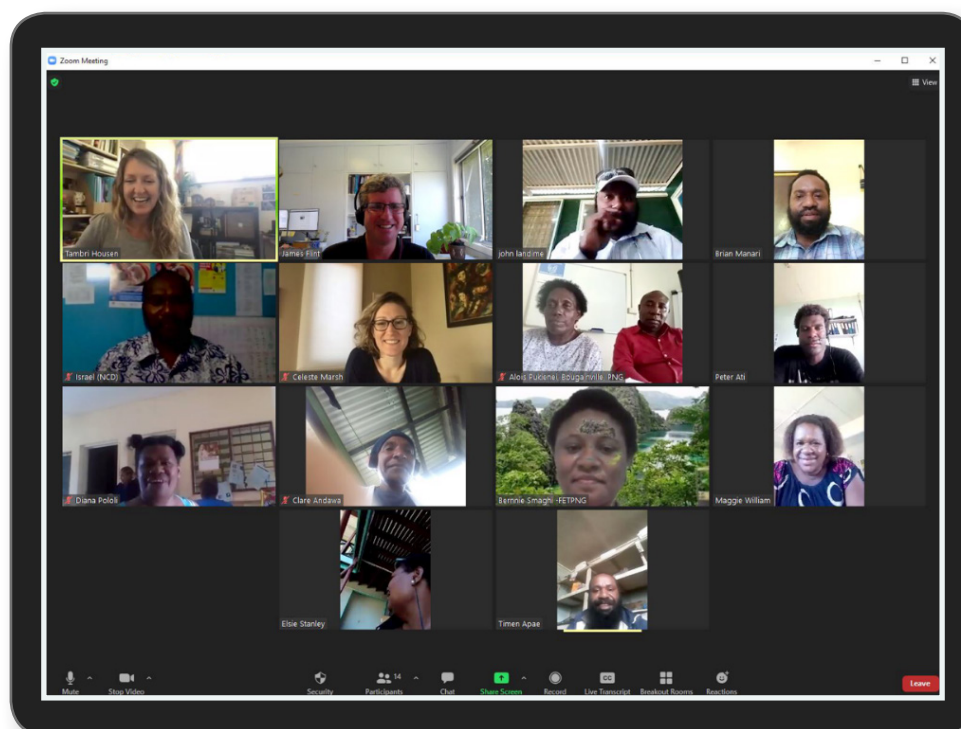 Zoom Meeting
View
Tambri Housen
James Flint
john landime
Brian Manari
Israel (NCD)
Celeste Marsh
Alois Pukienei, Bougainville, PNG
Peter Ati
Diana Pololi
Clare Andawa
Bernnie Smaghi -FETPNG
Maggie William
Elsie Stanley
Timen Apae
Mute
Stop Video
Security
14
Participants
Chat
Share Screen
Record
CC
Live Transcript
Breakout Rooms
Reactions
Leave